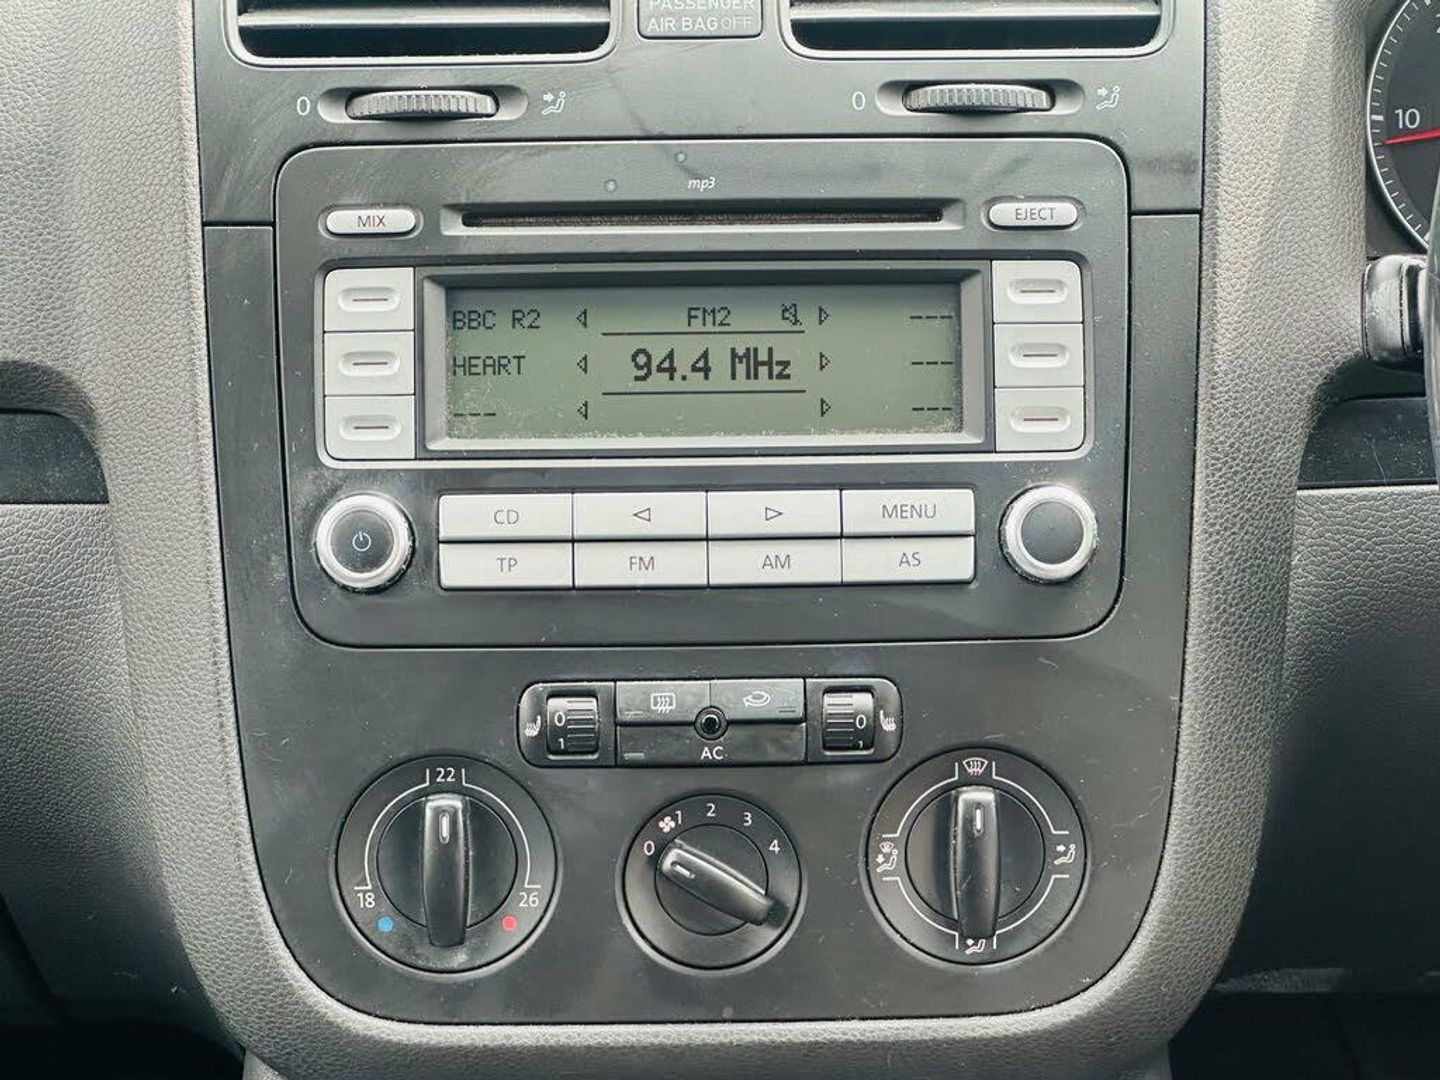 PASSENGER
AIR BAG OFF
0
0
10
mp3
MIX
EJECT
BBC R2 FM2 ---
HEART 94.4 MHz ---
--- ---
CD
MENU
TP FM AM AS
0
1
0
1
AC
22
18
26
0 1 2 3 4